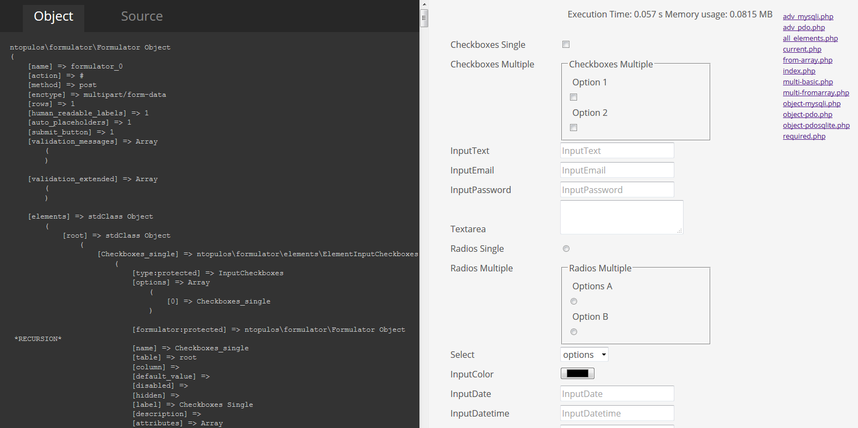 Object
Source
ntopulos\formulator\Formulator Object
(
[name] => formulator_0
[action] => #
[method] => post
[enctype] => multipart/form-data
[rows] => 1
[human_readable_labels] => 1
[auto_placeholders] => 1
[submit_button] => 1
[validation_messages] => Array
(
)
[validation_extended] => Array
(
)
[elements] => stdClass Object
(
[root] => stdClass Object
(
[Checkboxes_single] => ntopulos\formulator\elements\ElementInputCheckboxes
(
[type:protected] => InputCheckboxes
[options] => Array
(
[0] => Checkboxes_single
)
[formulator:protected] => ntopulos\formulator\Formulator Object
*RECURSION*
[name] => Checkboxes_single
[table] => root
[column] =>
[default_value] =>
[disabled] =>
[hidden] =>
[label] => Checkboxes Single
[description] =>
[attributes] => Array
Execution Time: 0.057 s Memory usage: 0.0815 MB
Checkboxes Single
Checkboxes Multiple
Checkboxes Multiple
Option 1
Option 2
InputText
InputText
InputEmail
InputEmail
InputPassword
InputPassword
Textarea
Radios Single
Radios Multiple
Radios Multiple
Options A
Option B
Select
options
InputColor
InputDate
InputDate
InputDatetime
InputDatetime
adv_mysqli.php
adv_pdo.php
all_elements.php
current.php
from-array.php
index.php
multi-basic.php
multi-fromarray.php
object-mysqli.php
object-pdo.php
object-pdosqlite.php
required.php